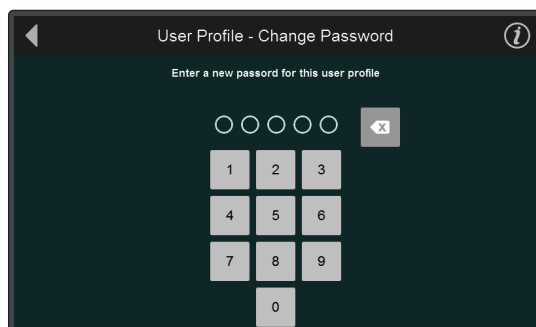 User Profile - Change Password
i
Enter a new passord for this user profile
X
1 2 3
4 5 6
7 8 9
0